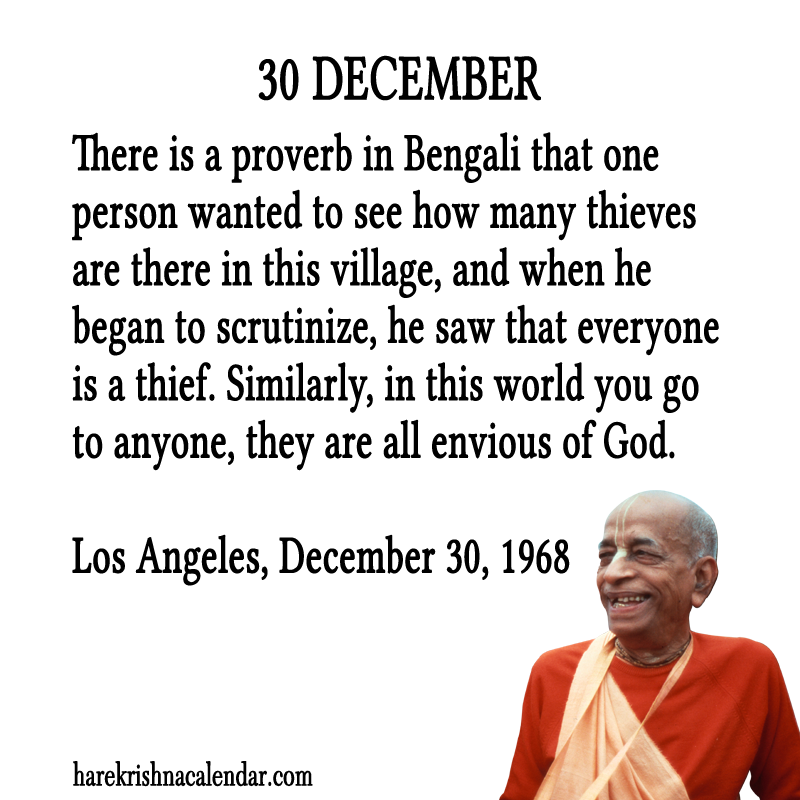 30 DECEMBER
There is a proverb in Bengali that one
person wanted to see how many thieves
are there in this village, and when he
began to scrutinize, he saw that everyone
is a thief. Similarly, in this world you go
to anyone, they are all envious of God.
Los Angeles, December 30, 1968
harekrishnacalendar.com